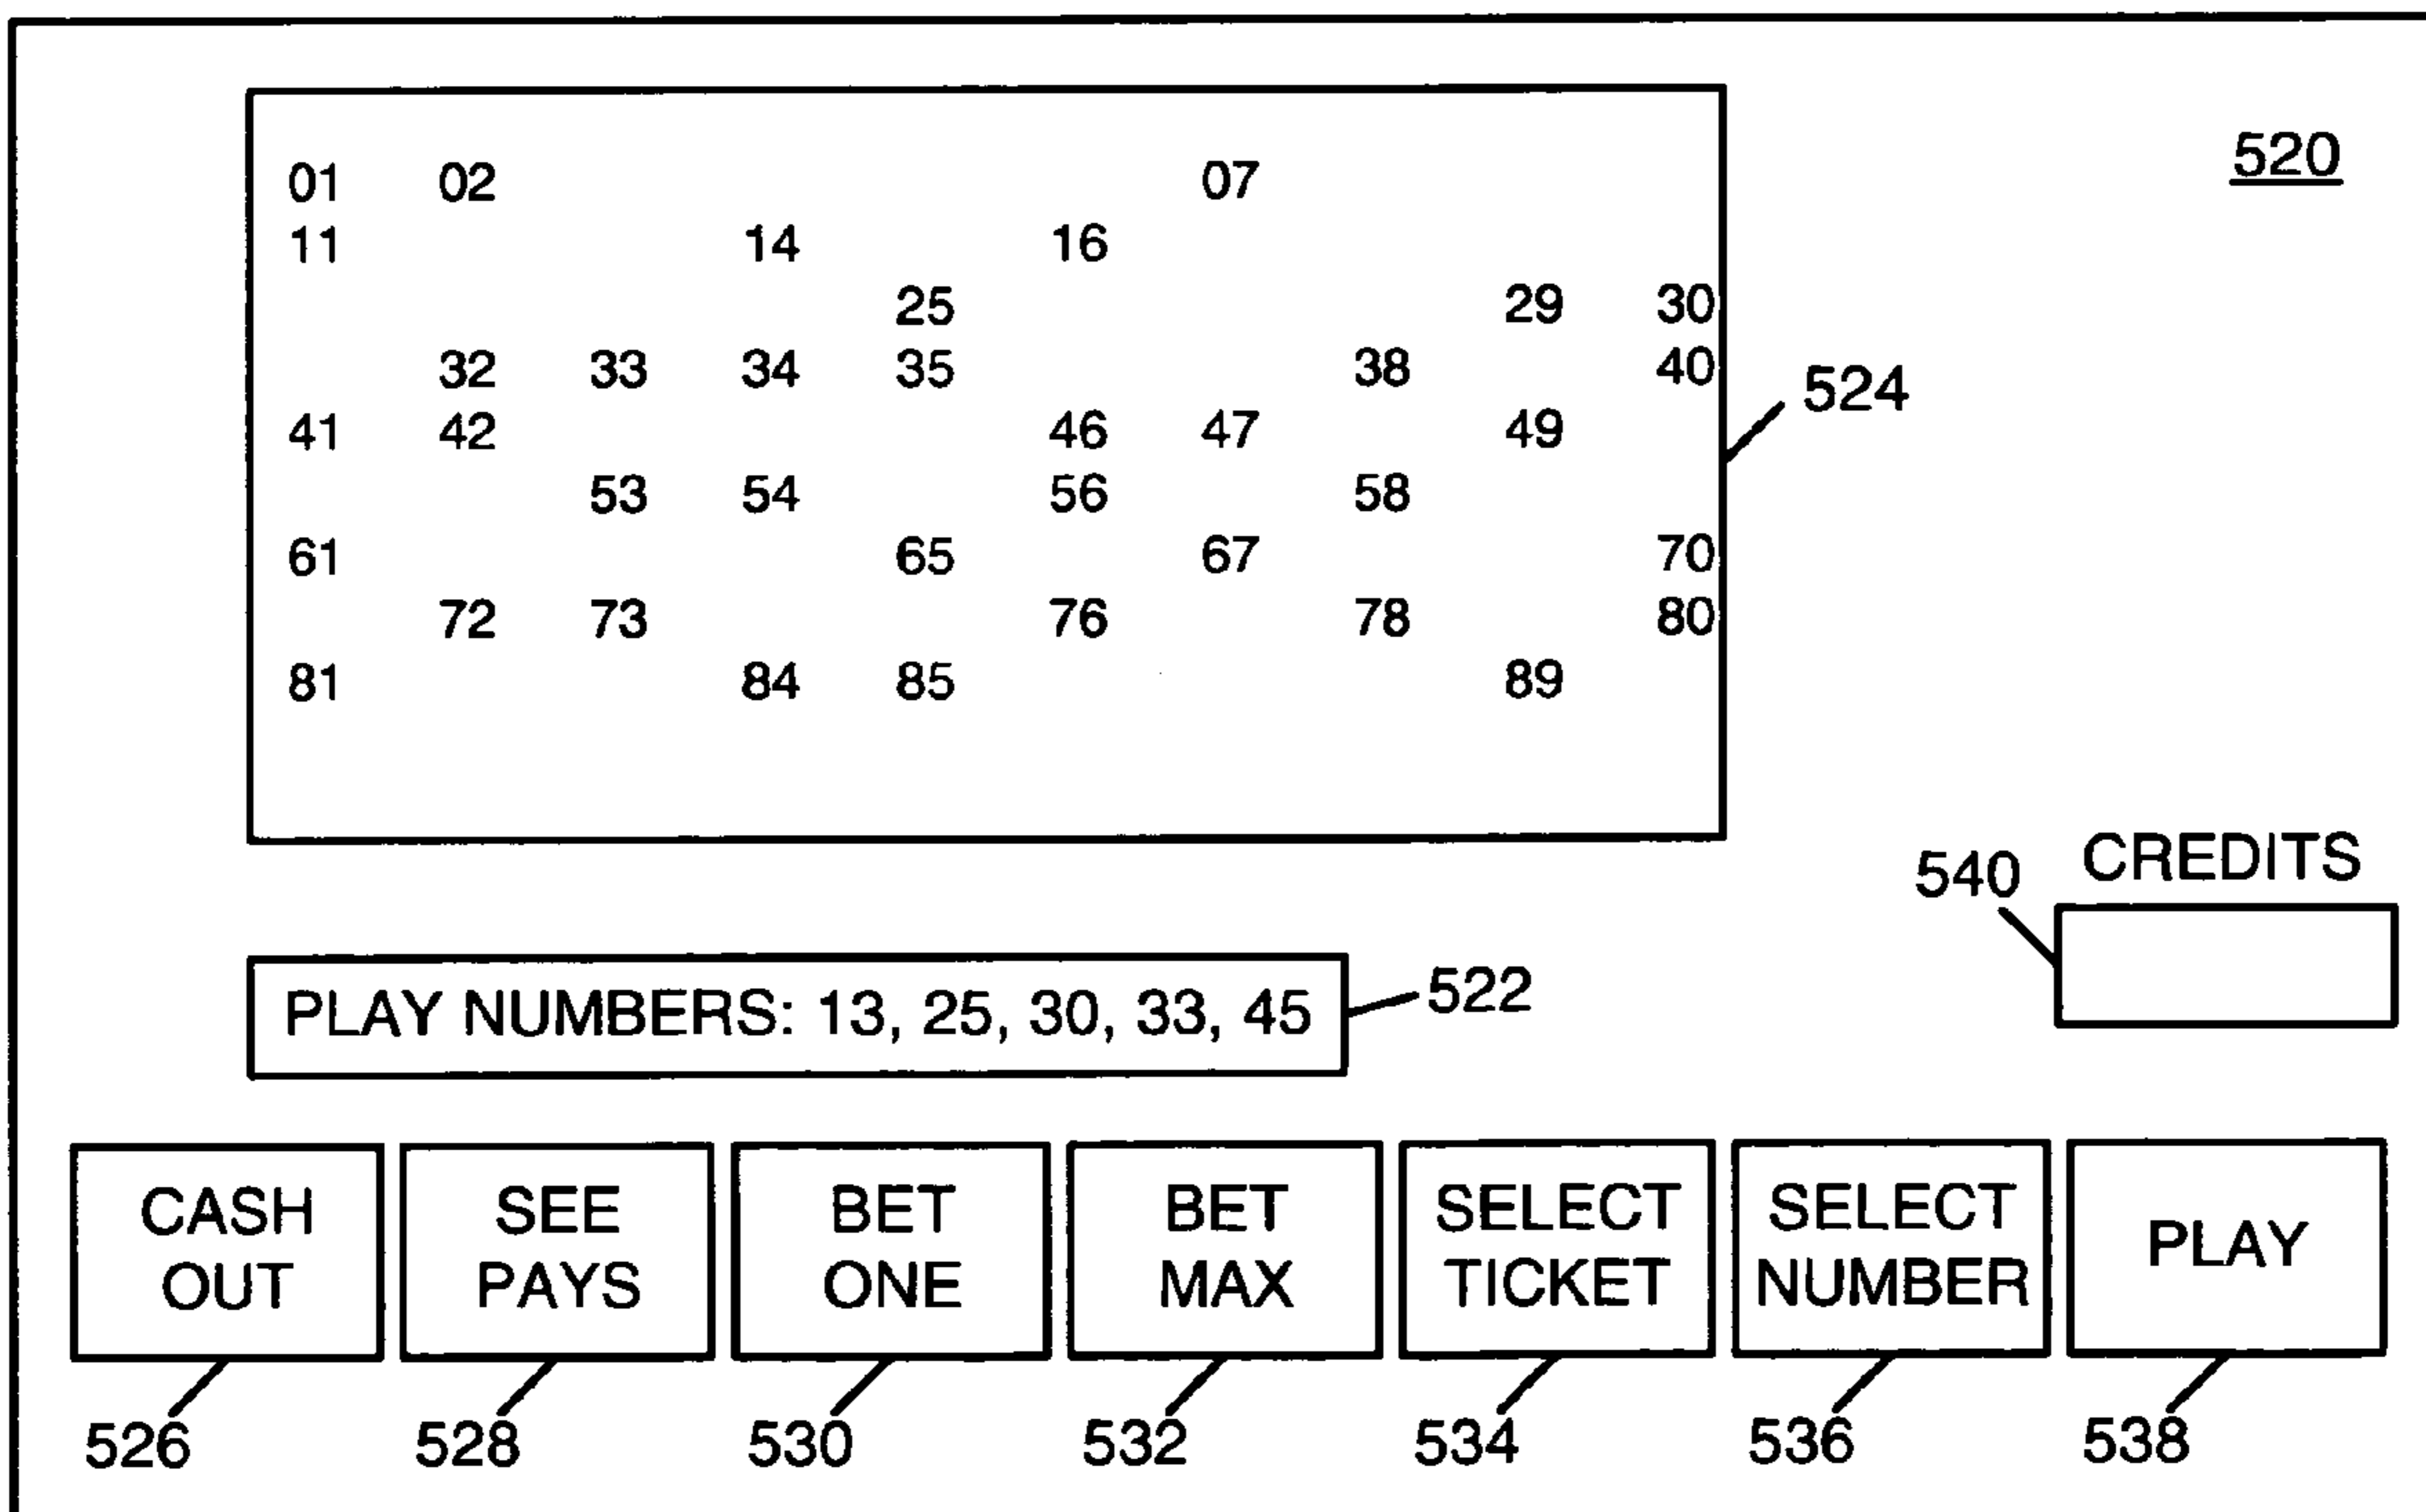 520
01 02 07
11 14 16
25 29 30
32 33 34 35 38 40
524
41 42 46 47 49
53 54 56 58
61 65 67 70
72 73 76 78 80
81 84 85 89
540 CREDITS
PLAY NUMBERS: 13, 25, 30, 33, 45
522
CASH OUT
SEE PAYS
BET ONE
BET MAX
SELECT TICKET
SELECT NUMBER
PLAY
526 528 530 532 534 536 538